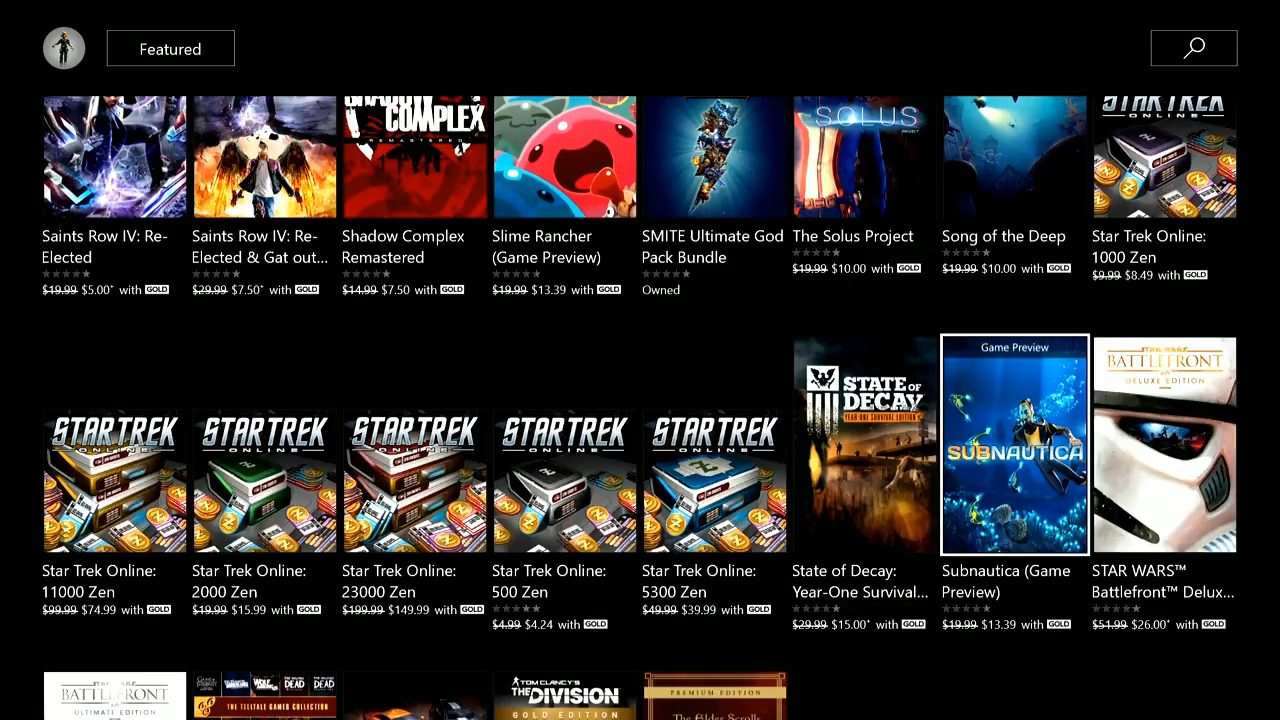 Featured
SHADOW
COMPLEX
REMASTERED
SOLUS
PROJECT
STAR TREK
ONLINE
Saints Row IV: Re-
Elected
$19.99 $5.00* with GOLD
Saints Row IV: Re-
Elected & Gat out...
$29.99 $7.50* with GOLD
Shadow Complex
Remastered
$14.99 $7.50 with GOLD
Slime Rancher
(Game Preview)
$19.99 $13.39 with GOLD
SMITE Ultimate God
Pack Bundle
Owned
The Solus Project
$19.99 $10.00 with GOLD
Song of the Deep
$19.99 $10.00 with GOLD
Star Trek Online:
1000 Zen
$9.99 $8.49 with GOLD
STAR TREK
ONLINE
STAR TREK
ONLINE
STAR TREK
ONLINE
STAR TREK
ONLINE
STAR TREK
ONLINE
STATE OF
DECAY
YEAR-ONE SURVIVAL EDITION
Game Preview
SUBNAUTICA
STAR WARS
BATTLEFRONT
DELUXE EDITION
Star Trek Online:
11000 Zen
$99.99 $74.99 with GOLD
Star Trek Online:
2000 Zen
$19.99 $15.99 with GOLD
Star Trek Online:
23000 Zen
$199.99 $149.99 with GOLD
Star Trek Online:
500 Zen
$4.99 $4.24 with GOLD
Star Trek Online:
5300 Zen
$49.99 $39.99 with GOLD
State of Decay:
Year-One Survival...
$29.99 $15.00* with GOLD
Subnautica (Game
Preview)
$19.99 $13.39 with GOLD
STAR WARS™
Battlefront™ Delux...
$51.99 $26.00* with GOLD
BATTLEFRONT
ULTIMATE EDITION
THE WALKING DEAD
THE WALKING DEAD
THE TELLTALE GAMES COLLECTION
TOM CLANCY'S
THE DIVISION
GOLD EDITION
PREMIUM EDITION
The Elder Scrolls